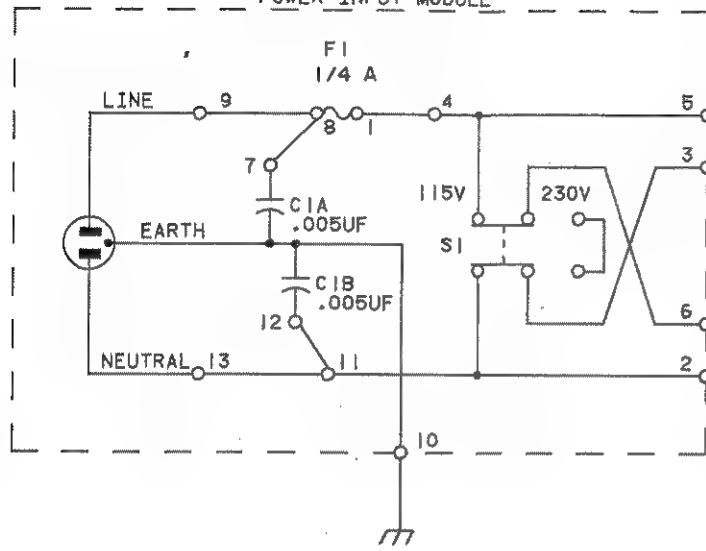 POWER INPUT MODULE
F1
1/4 A
LINE
9
8
1
4
5
7
3
C1A
.005UF
115V
230V
EARTH
S1
C1B
.005UF
12
6
NEUTRAL
13
11
2
10